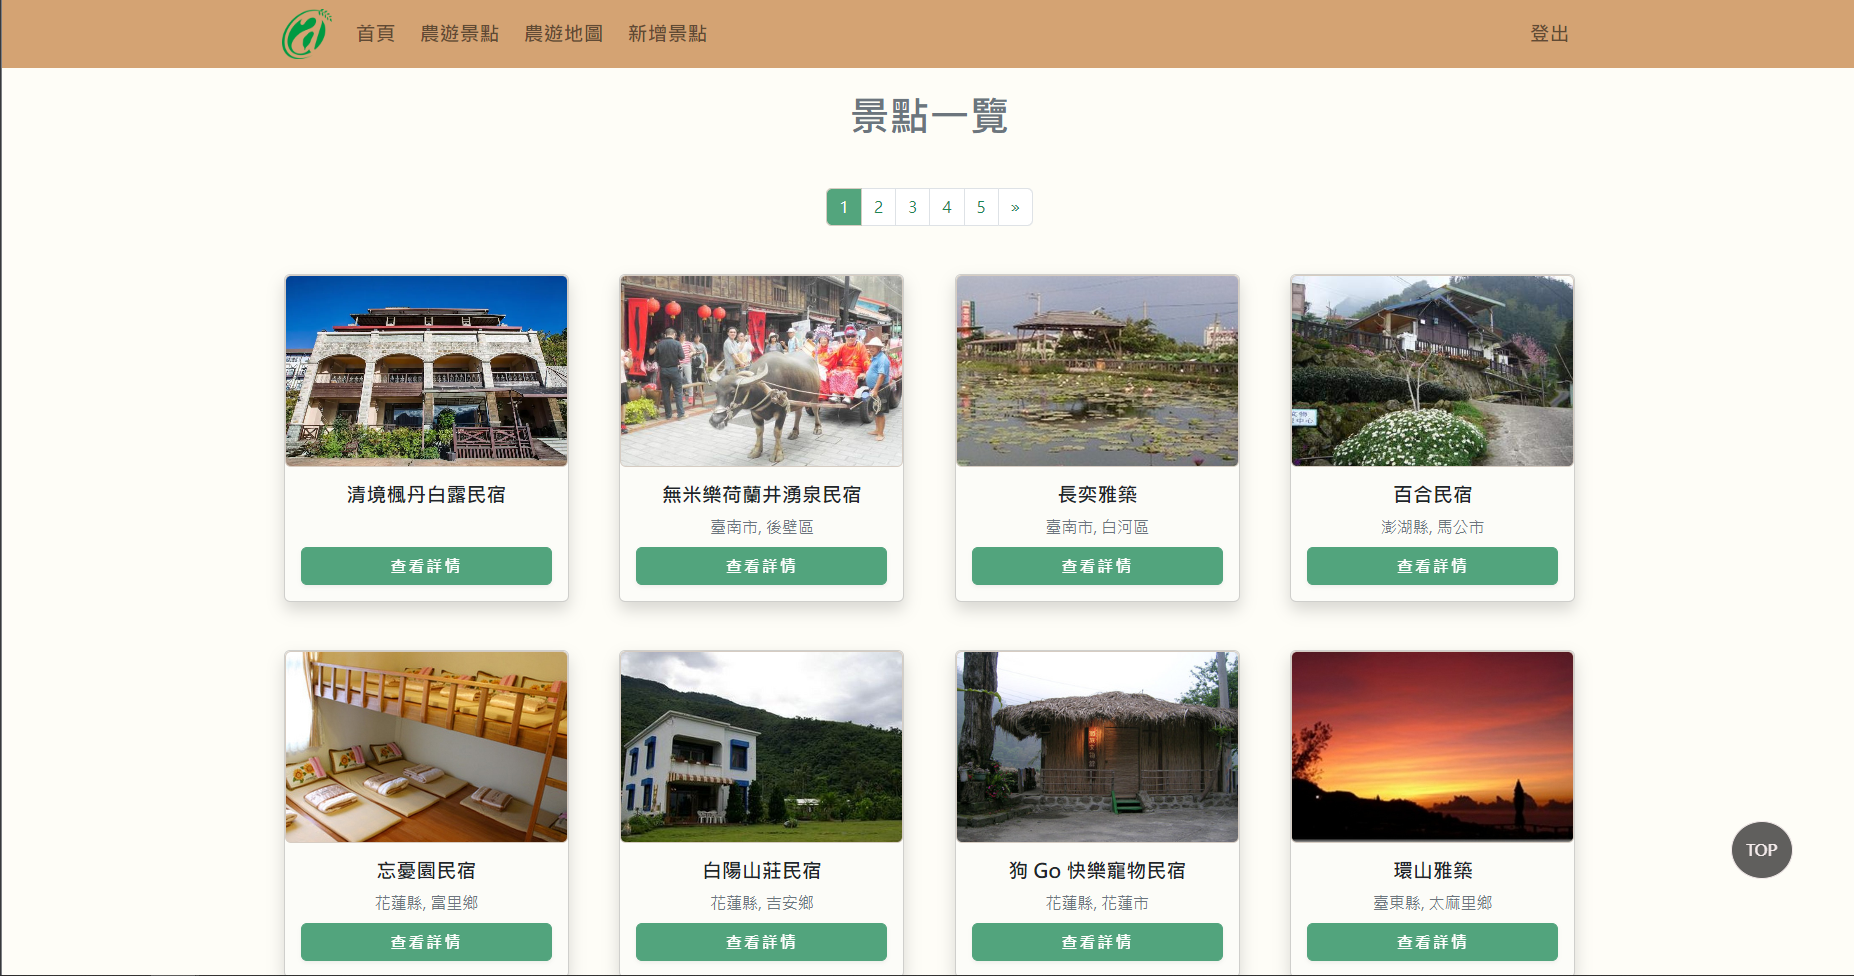 首頁 農遊景點 農遊地圖 新增景點 登出
景點一覽
1 2 3 4 5 »
清境楓丹白露民宿
查看詳情
無米樂荷蘭井湧泉民宿
臺南市, 後壁區
查看詳情
長奕雅築
臺南市, 白河區
查看詳情
百合民宿
澎湖縣, 馬公市
查看詳情
忘憂園民宿
花蓮縣, 富里鄉
查看詳情
白陽山莊民宿
花蓮縣, 吉安鄉
查看詳情
狗 Go 快樂寵物民宿
花蓮縣, 花蓮市
查看詳情
環山雅築
臺東縣, 太麻里鄉
查看詳情
TOP